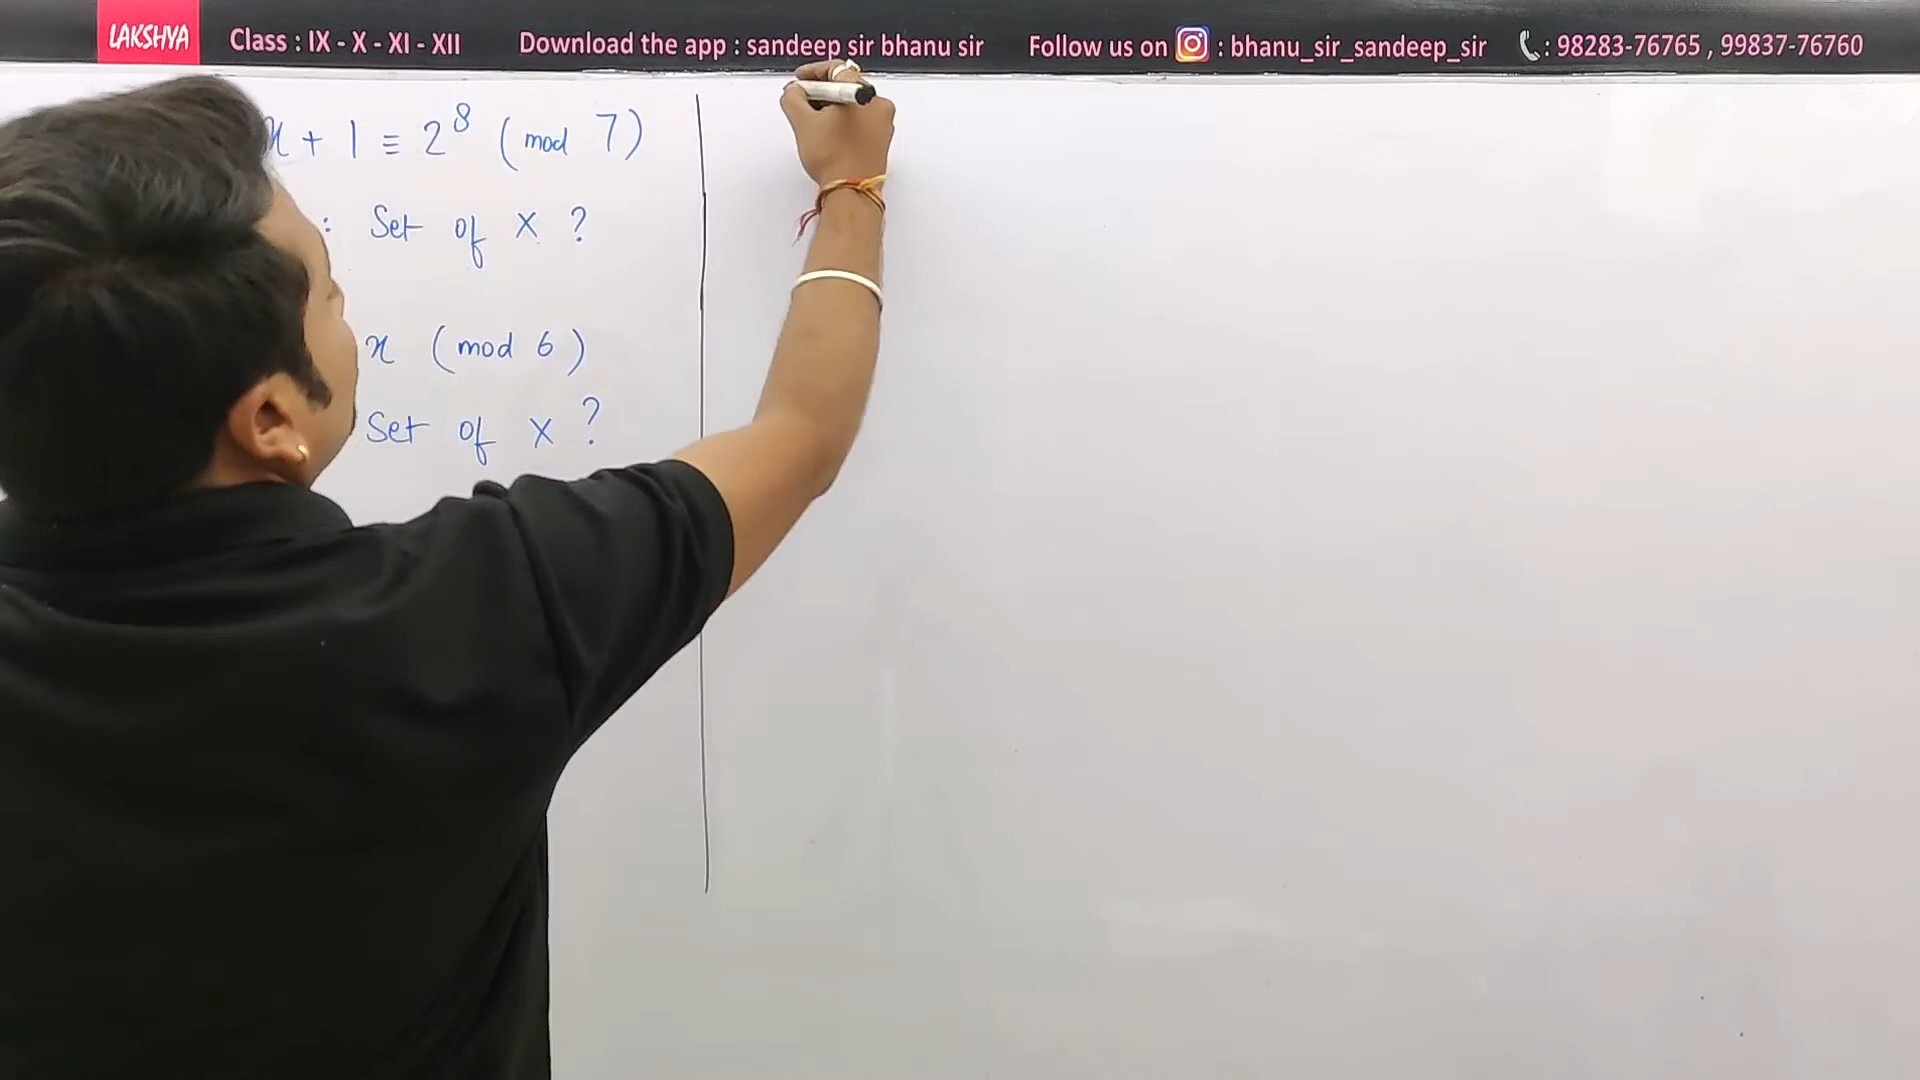 LAKSHYA Class : IX - X - XI - XII Download the app : sandeep sir bhanu sir Follow us on : bhanu_sir_sandeep_sir : 98283-76765 , 99837-76760
x + 1 ≡ 2⁸ (mod 7)
: Set of X ?
x (mod 6)
Set of X ?